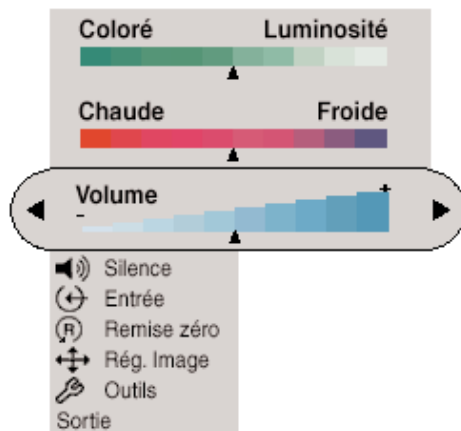 Coloré Luminosité
Chaude Froide
Volume
- +
Silence
Entrée
R Remise zéro
Rég. Image
Outils
Sortie